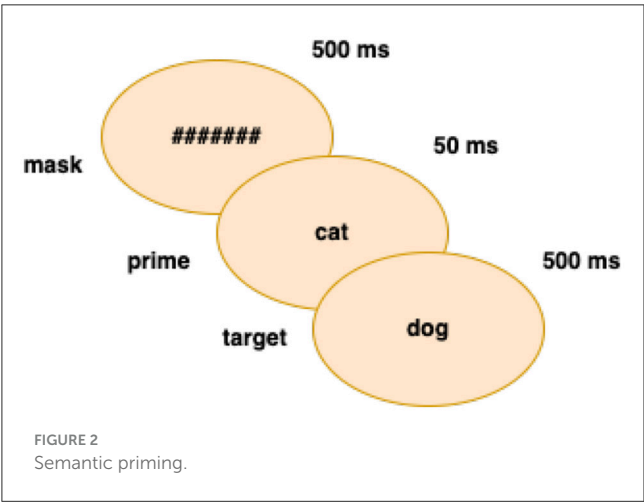 500 ms
#######
mask
50 ms
cat
prime
500 ms
dog
target
FIGURE 2
Semantic priming.